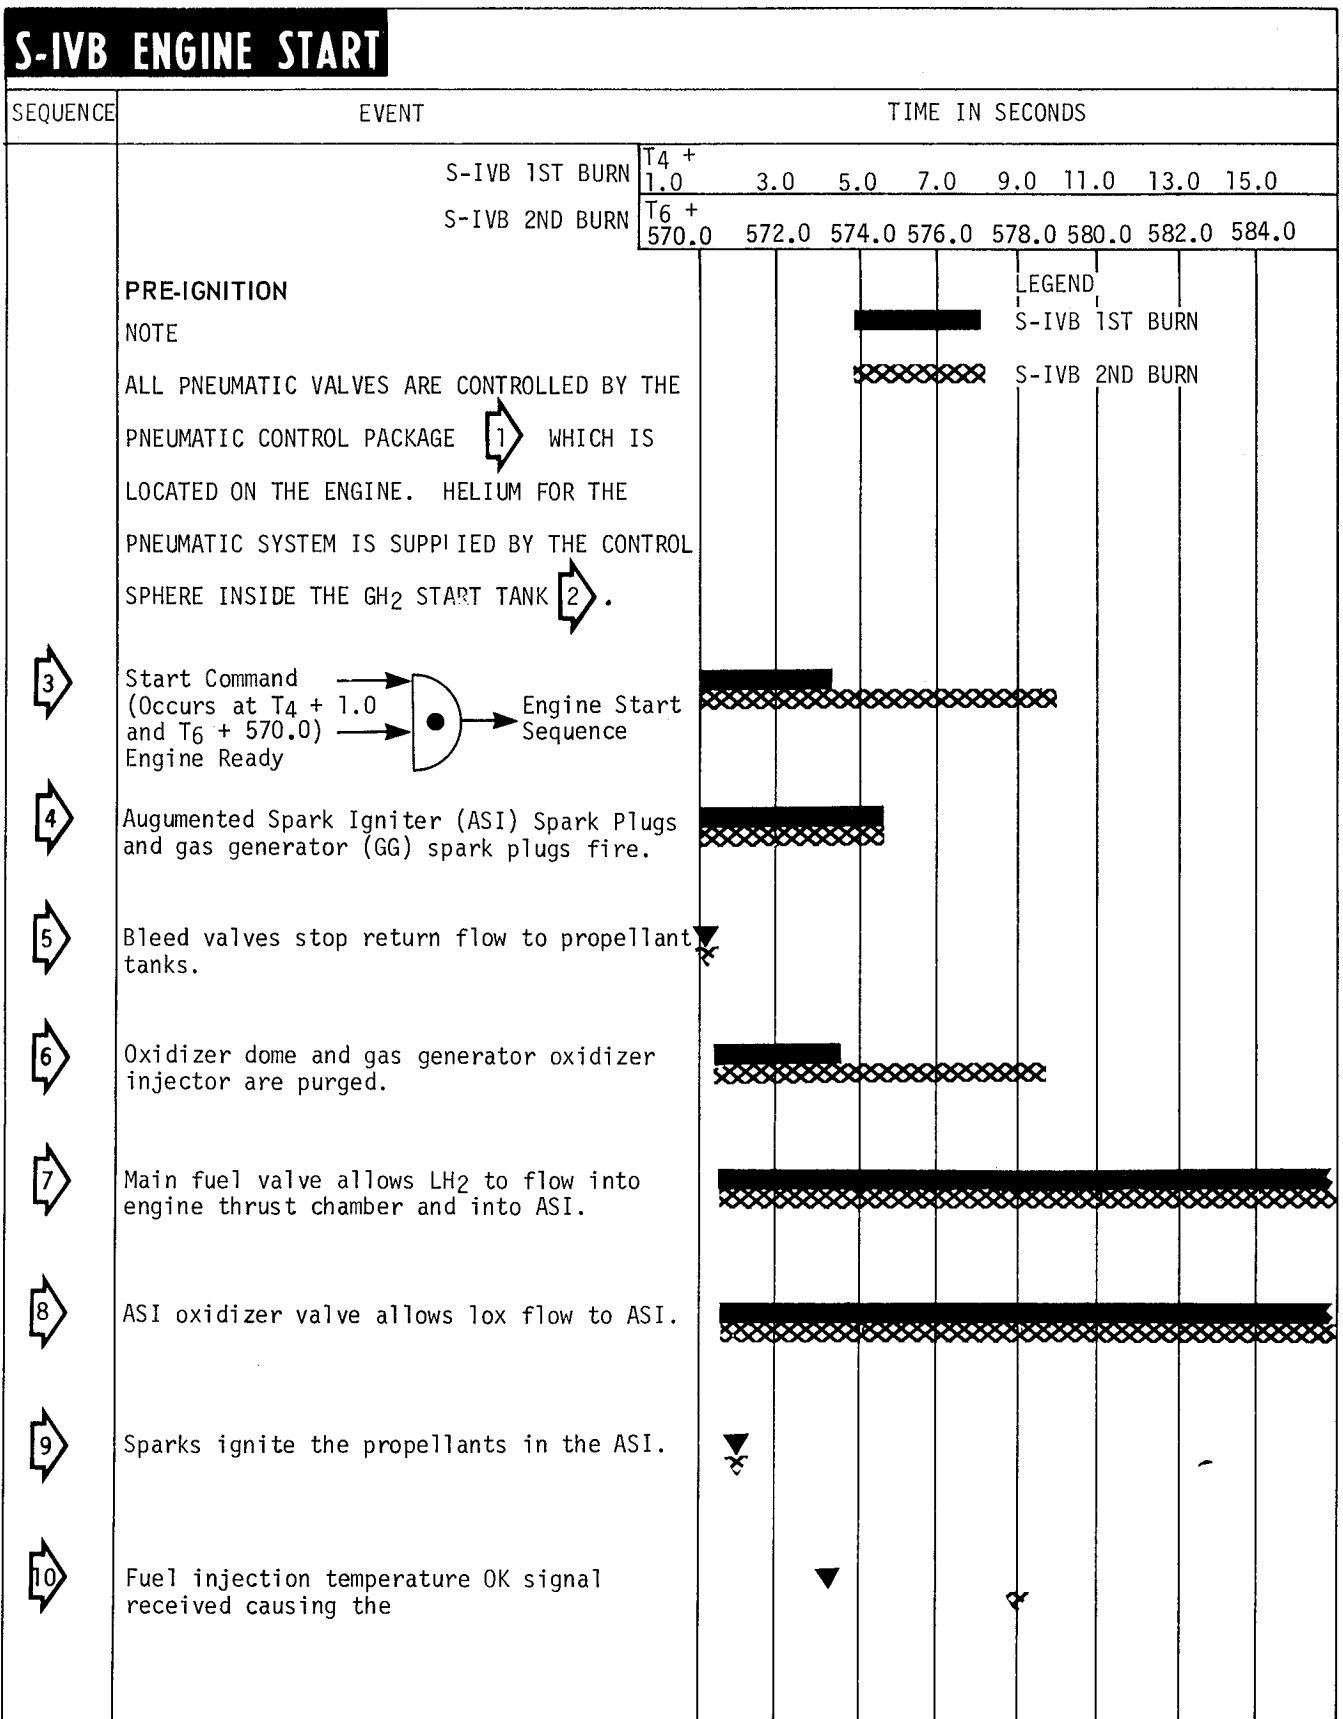 S-IVB ENGINE START
SEQUENCE EVENT TIME IN SECONDS
S-IVB 1ST BURN T4 +
1.0 3.0 5.0 7.0 9.0 11.0 13.0 15.0
S-IVB 2ND BURN T6 +
570.0 572.0 574.0 576.0 578.0 580.0 582.0 584.0
PRE-IGNITION
LEGEND
S-IVB 1ST BURN
S-IVB 2ND BURN
NOTE
ALL PNEUMATIC VALVES ARE CONTROLLED BY THE
PNEUMATIC CONTROL PACKAGE 1 WHICH IS
LOCATED ON THE ENGINE. HELIUM FOR THE
PNEUMATIC SYSTEM IS SUPPLIED BY THE CONTROL
SPHERE INSIDE THE GH2 START TANK 2 .
3 Start Command
(Occurs at T4 + 1.0
and T6 + 570.0)
Engine Ready
Engine Start
Sequence
4 Augumented Spark Igniter (ASI) Spark Plugs
and gas generator (GG) spark plugs fire.
5 Bleed valves stop return flow to propellant
tanks.
6 Oxidizer dome and gas generator oxidizer
injector are purged.
7 Main fuel valve allows LH2 to flow into
engine thrust chamber and into ASI.
8 ASI oxidizer valve allows lox flow to ASI.
9 Sparks ignite the propellants in the ASI.
10 Fuel injection temperature OK signal
received causing the